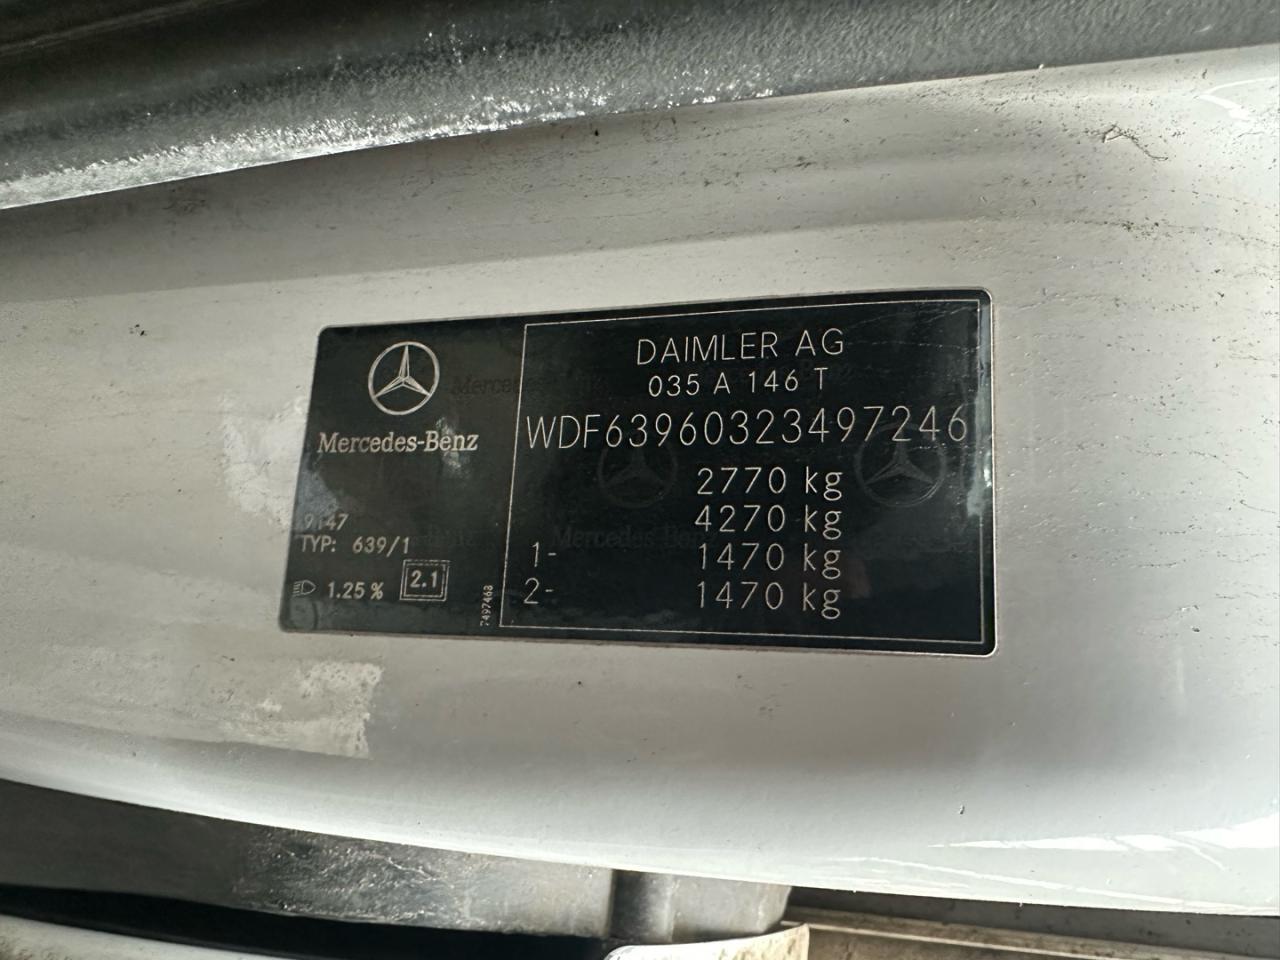 Mercedes-Benz
9147
TYP: 639/1
1.25 %
2.1
7497468
DAIMLER AG
035 A 146 T
WDF63960323497246
2770 kg
4270 kg
1- 1470 kg
2- 1470 kg